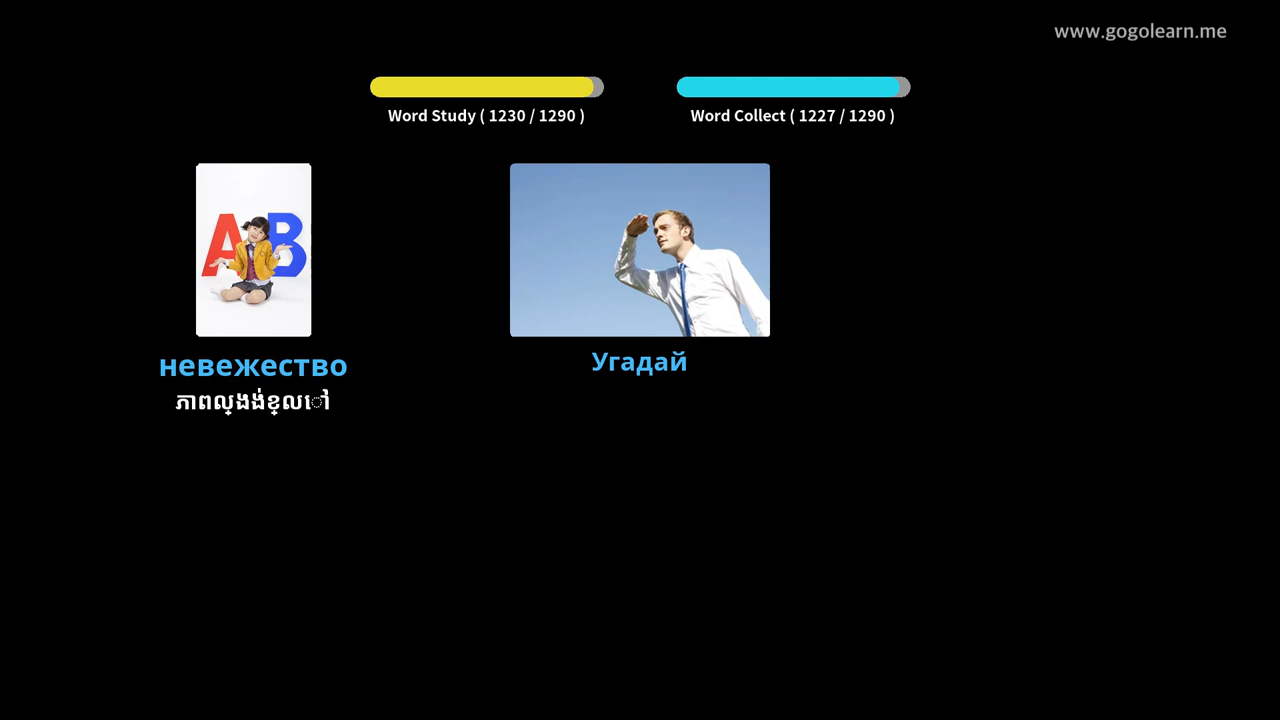 www.gogolearn.me
Word Study ( 1230 / 1290 )
Word Collect ( 1227 / 1290 )
A B
невежество
ភាពល្ងង់ខ្លៅ
Угадай